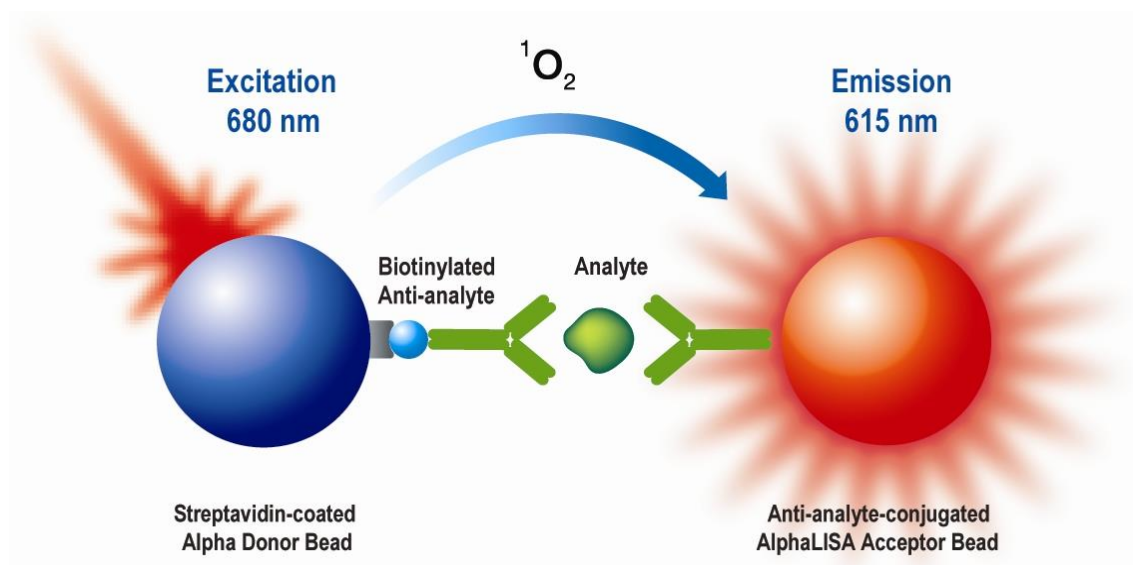 Excitation
680 nm
¹O₂
Emission
615 nm
Biotinylated
Anti-analyte
Analyte
Streptavidin-coated
Alpha Donor Bead
Anti-analyte-conjugated
AlphaLISA Acceptor Bead